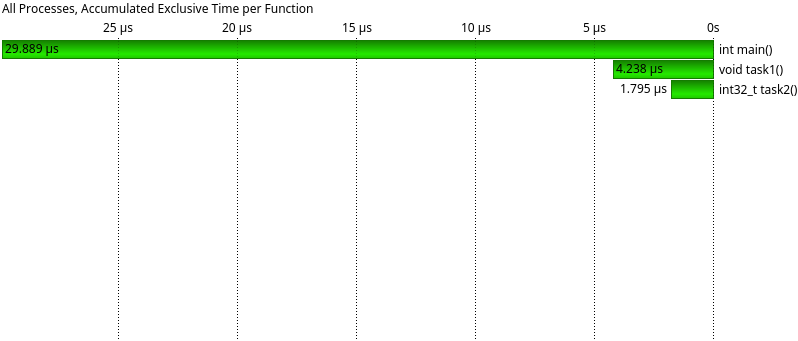 All Processes, Accumulated Exclusive Time per Function
25 µs 20 µs 15 µs 10 µs 5 µs 0s
29.889 µs int main()
4.238 µs void task1()
1.795 µs int32_t task2()